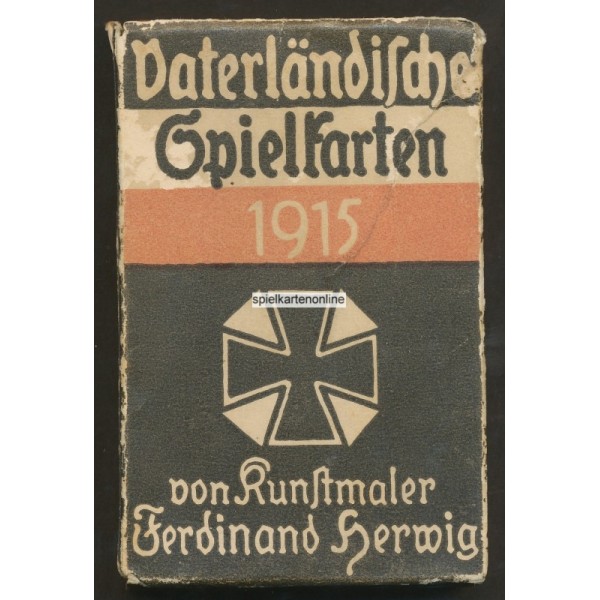 Vaterländische
Spielkarten
1915
spielkartenonline
von Kunstmaler
Ferdinand Herwig